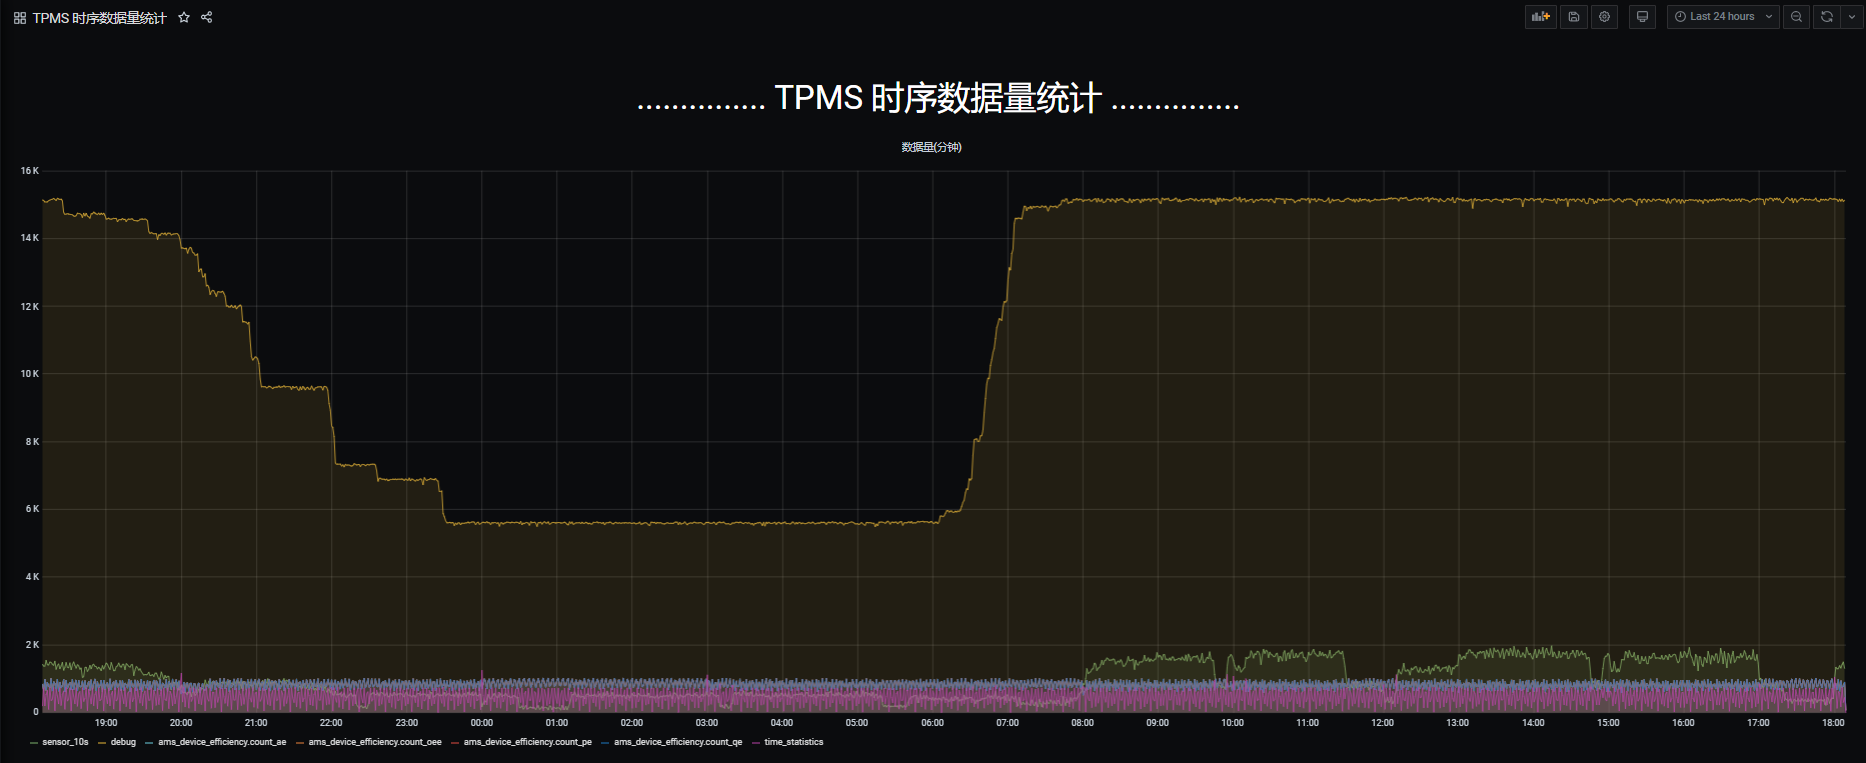 TPMS 时序数据量统计
Last 24 hours
............... TPMS 时序数据量统计 ...............
数据量(分钟)
16 K
14 K
12 K
10 K
8 K
6 K
4 K
2 K
0
19:00 20:00 21:00 22:00 23:00 00:00 01:00 02:00 03:00 04:00 05:00 06:00 07:00 08:00 09:00 10:00 11:00 12:00 13:00 14:00 15:00 16:00 17:00 18:00
sensor_10s debug ams_device_efficiency.count_ae ams_device_efficiency.count_oee ams_device_efficiency.count_pe ams_device_efficiency.count_qe time_statistics